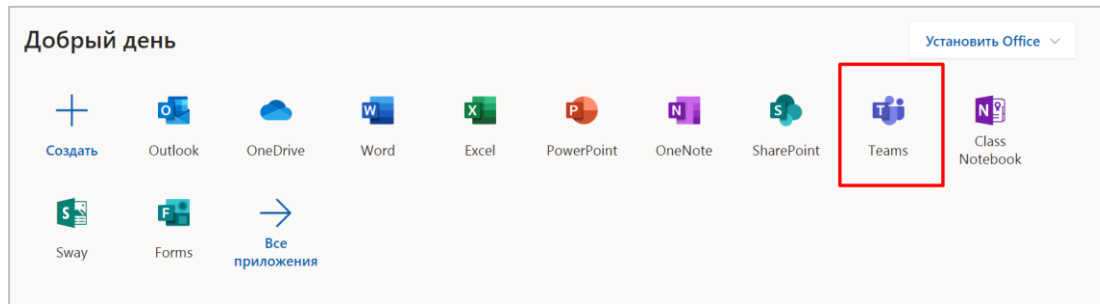 Добрый день
Установить Office
Создать
Outlook
OneDrive
Word
Excel
PowerPoint
OneNote
SharePoint
Teams
Class
Notebook
Sway
Forms
Все
приложения